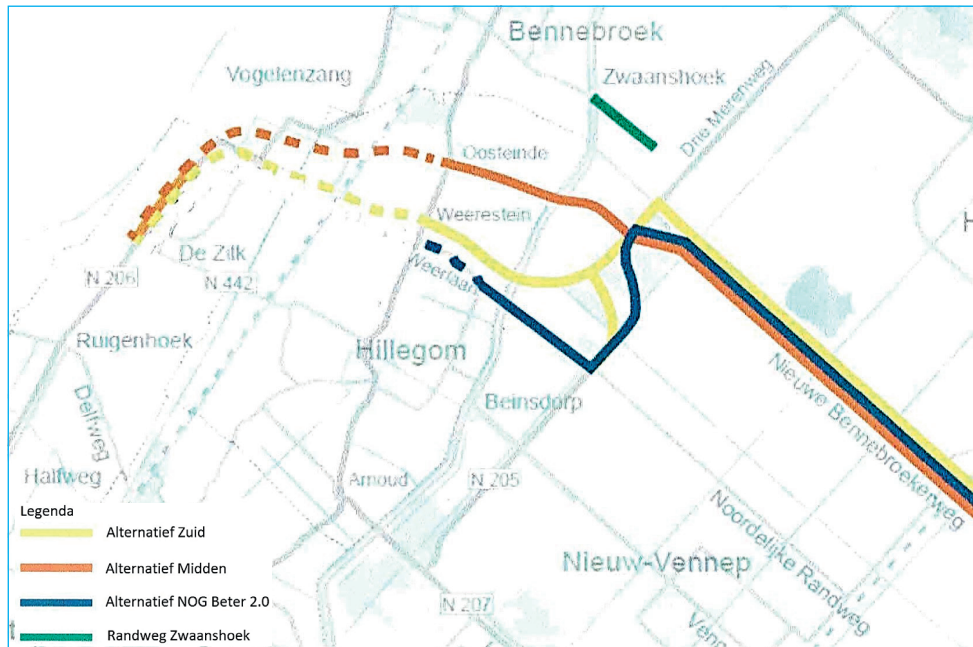 Bennebroek
Vogelenzang
Zwaanshoek
Drie Merenweg
Oosteinde
Weerestein
De Zilk
N 206
N 442
Weerlaan
Ruigenhoek
Hillegom
Delfweg
Beinsdorp
Nieuwe Bennebroekerweg
Halfweg
Arnoud
N 205
Noordelijke Randweg
Nieuw-Vennep
N 207
Venn
H
Legenda
Alternatief Zuid
Alternatief Midden
Alternatief NOG Beter 2.0
Randweg Zwaanshoek